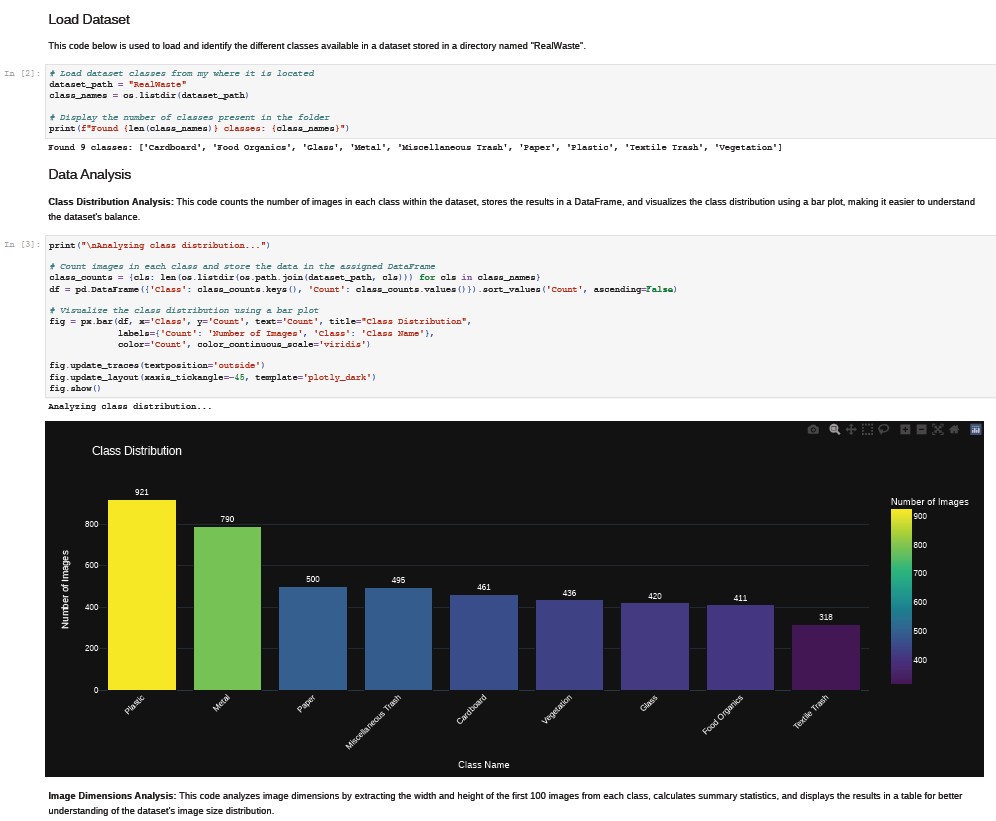 Load Dataset
This code below is used to load and identify the different classes available in a dataset stored in a directory named "RealWaste".
In [2]:
# Load dataset classes from my where it is located
dataset_path = "RealWaste"
class_names = os.listdir(dataset_path)
# Display the number of classes present in the folder
print(f"Found {len(class_names)} classes: {class_names}")
Found 9 classes: ['Cardboard', 'Food Organics', 'Glass', 'Metal', 'Miscellaneous Trash', 'Paper', 'Plastic', 'Textile Trash', 'Vegetation']
Data Analysis
Class Distribution Analysis: This code counts the number of images in each class within the dataset, stores the results in a DataFrame, and visualizes the class distribution using a bar plot, making it easier to understand
the dataset's balance.
In [3]:
print("\nAnalyzing class distribution...")
# Count images in each class and store the data in the assigned DataFrame
class_counts = {cls: len(os.listdir(os.path.join(dataset_path, cls))) for cls in class_names}
df = pd.DataFrame({'Class': class_counts.keys(), 'Count': class_counts.values()}).sort_values('Count', ascending=False)
# Visualize the class distribution using a bar plot
fig = px.bar(df, x='Class', y='Count', text='Count', title="Class Distribution",
labels={'Count': 'Number of Images', 'Class': 'Class Name'},
color='Count', color_continuous_scale='viridis')
fig.update_traces(textposition='outside')
fig.update_layout(xaxis_tickangle=-45, template='plotly_dark')
fig.show()
Analyzing class distribution...
Class Distribution
921
790
500
495
461
436
420
411
318
Number of Images
800
600
400
200
0
Plastic
Metal
Paper
Miscellaneous Trash
Cardboard
Vegetation
Glass
Food Organics
Textile Trash
Class Name
Number of Images
900
800
700
600
500
400
Image Dimensions Analysis: This code analyzes image dimensions by extracting the width and height of the first 100 images from each class, calculates summary statistics, and displays the results in a table for better
understanding of the dataset's image size distribution.